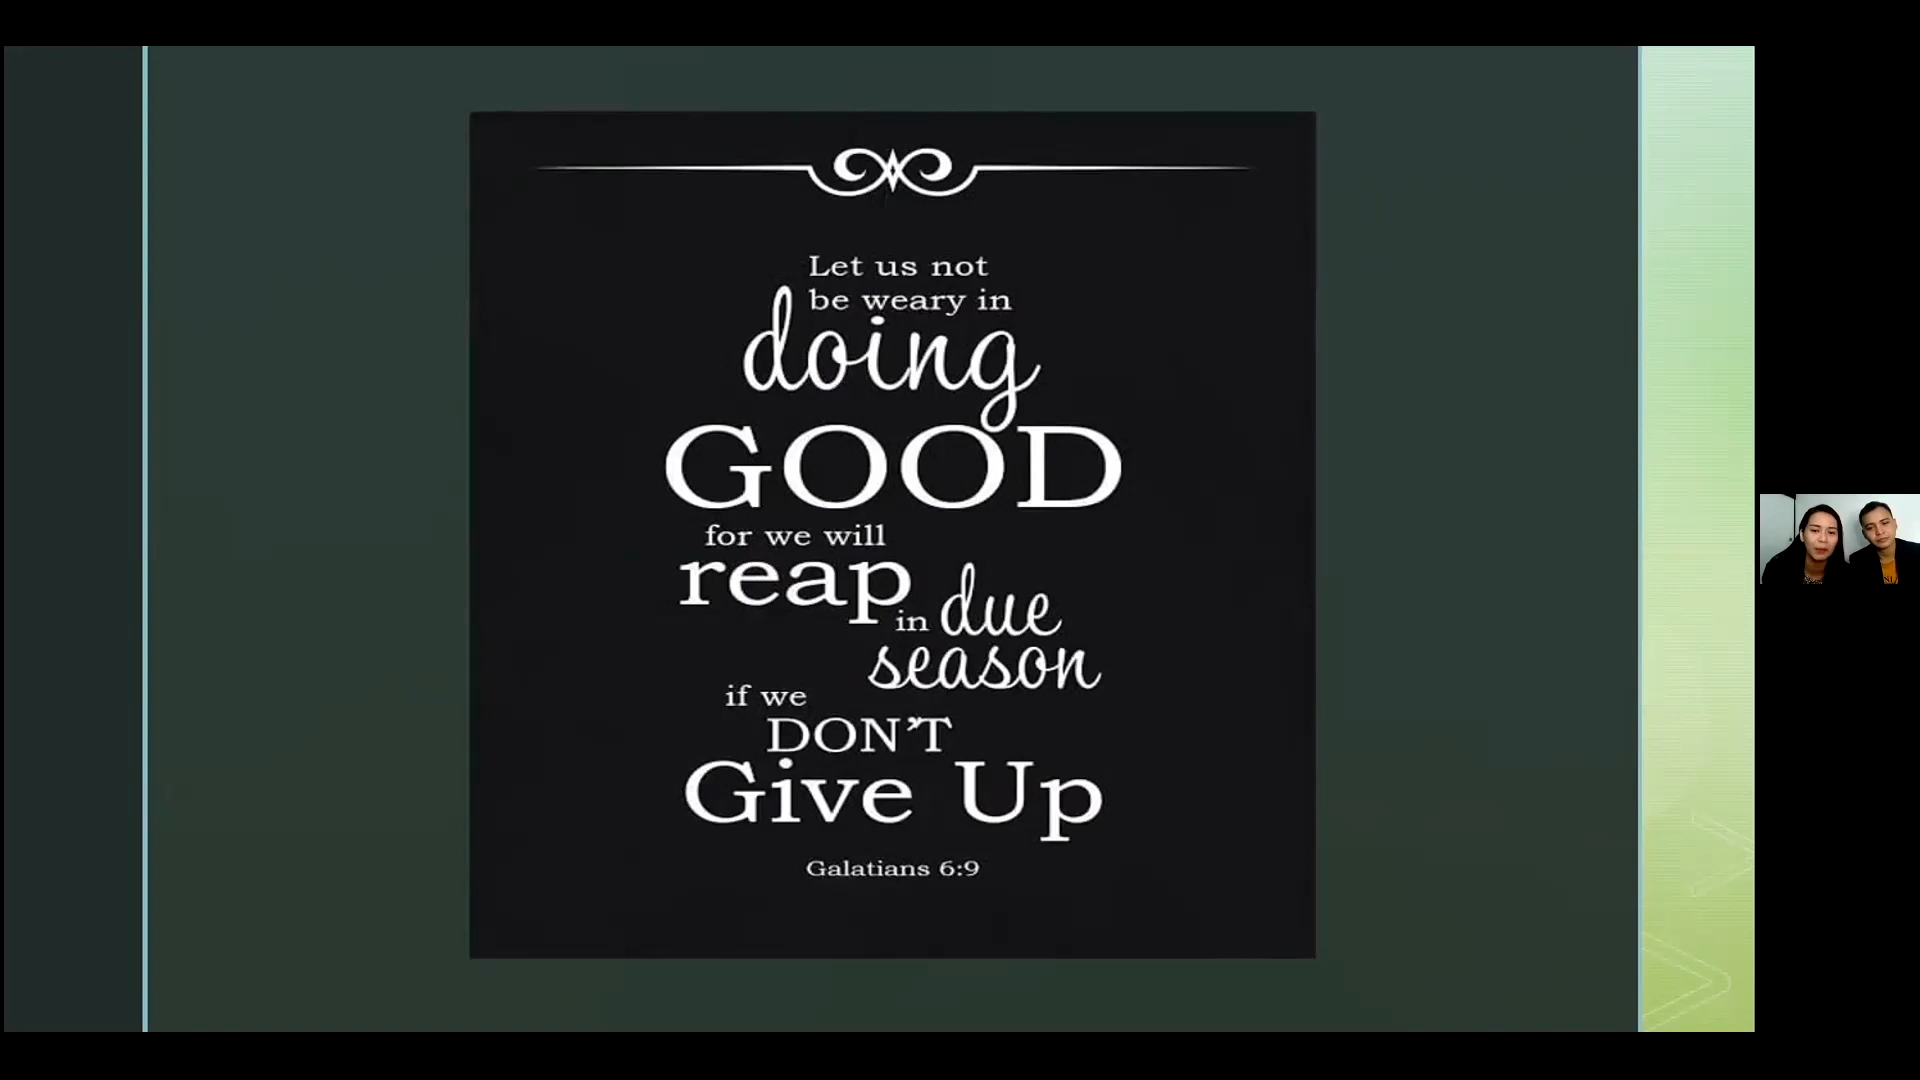 Let us not
be weary in
doing
GOOD
for we will
reap
in due
season
if we
DON'T
Give Up
Galatians 6:9